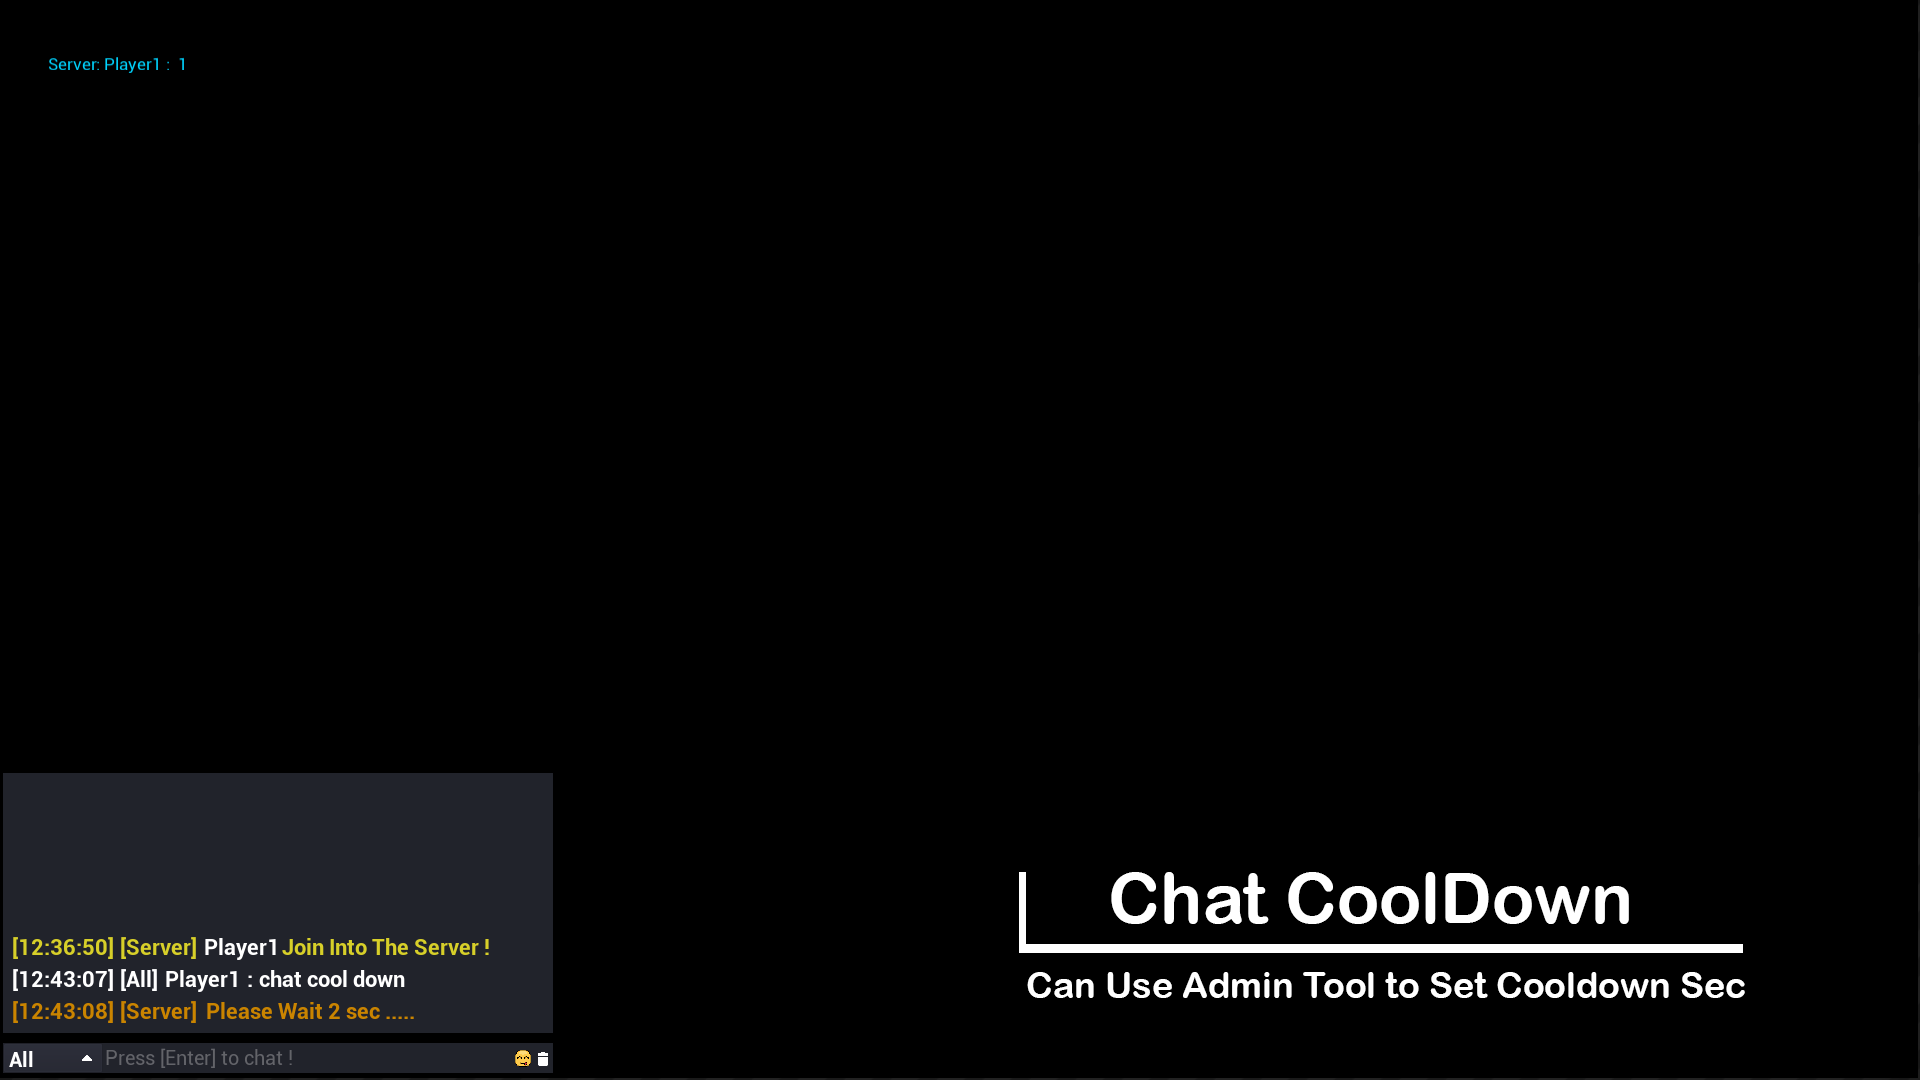 Server: Player1 : 1
[12:36:50] [Server] Player1 Join Into The Server !
[12:43:07] [All] Player1 : chat cool down
[12:43:08] [Server] Please Wait 2 sec .....
All
Press [Enter] to chat !
Chat CoolDown
Can Use Admin Tool to Set Cooldown Sec